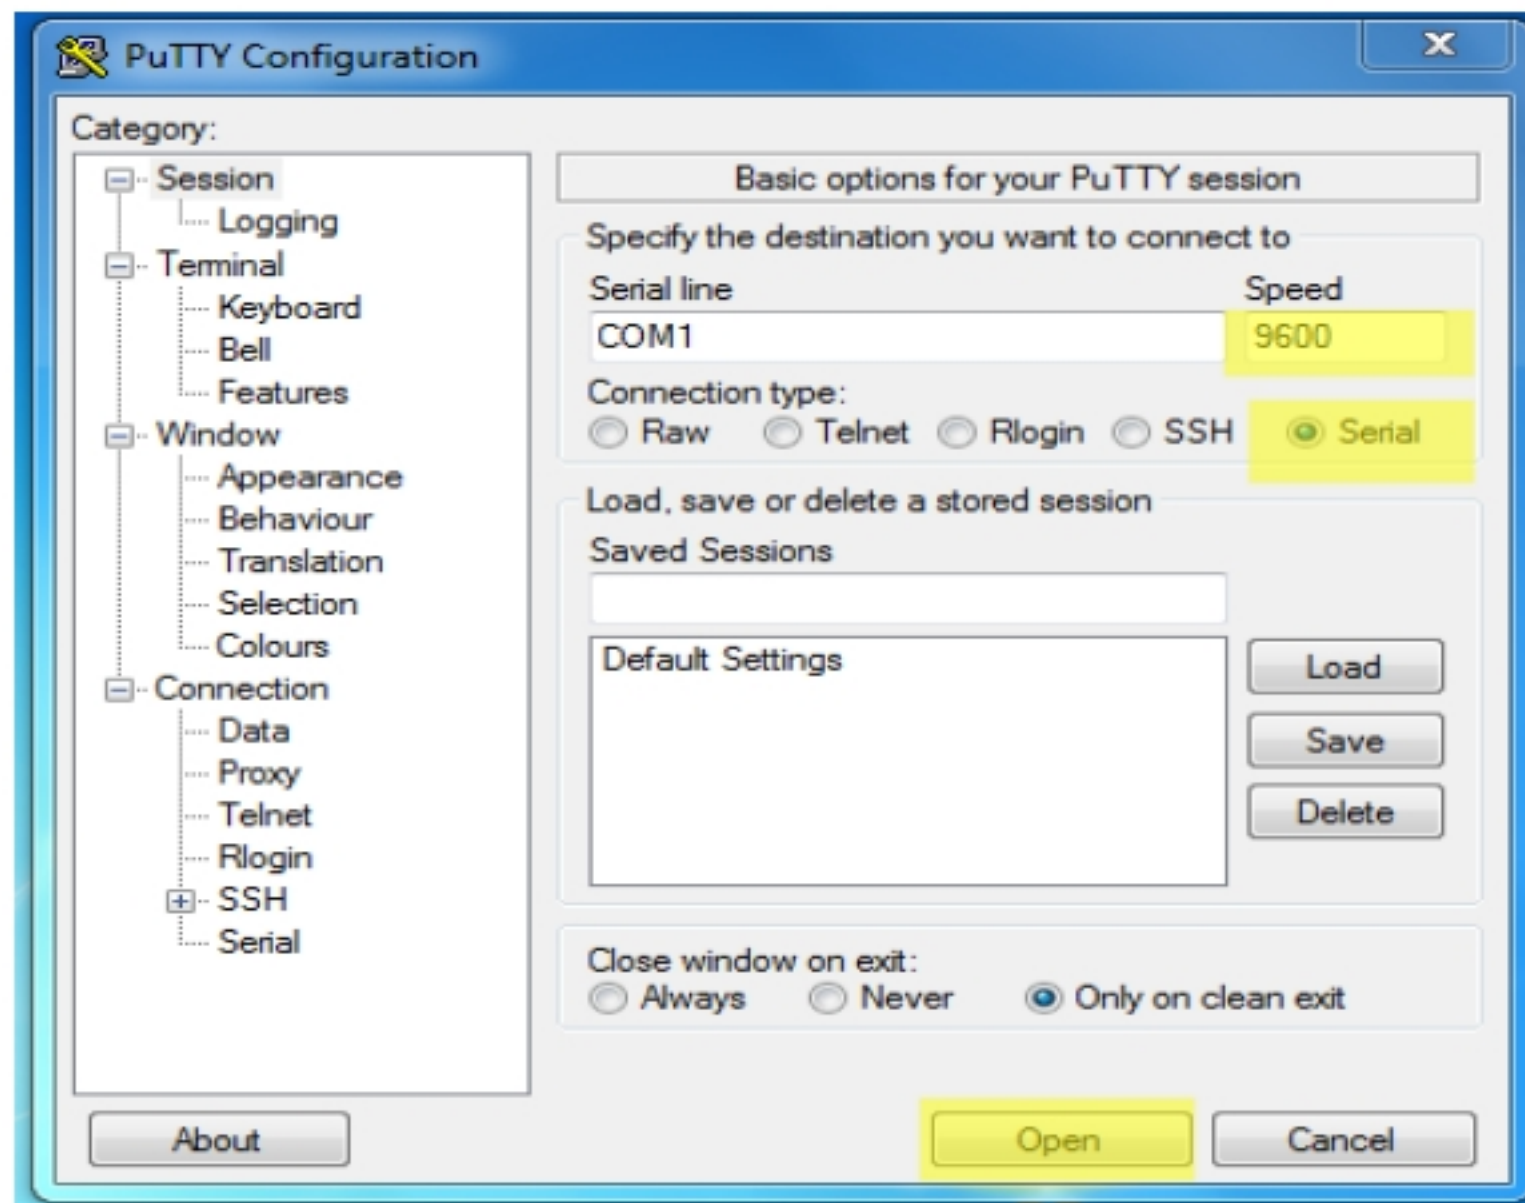 PuTTY Configuration
Category:
Session
Logging
Terminal
Keyboard
Bell
Features
Window
Appearance
Behaviour
Translation
Selection
Colours
Connection
Data
Proxy
Telnet
Rlogin
SSH
Serial
Basic options for your PuTTY session
Specify the destination you want to connect to
Serial line Speed
COM1 9600
Connection type:
Raw Telnet Rlogin SSH Serial
Load, save or delete a stored session
Saved Sessions
Default Settings
Load
Save
Delete
Close window on exit:
Always Never Only on clean exit
About Open Cancel